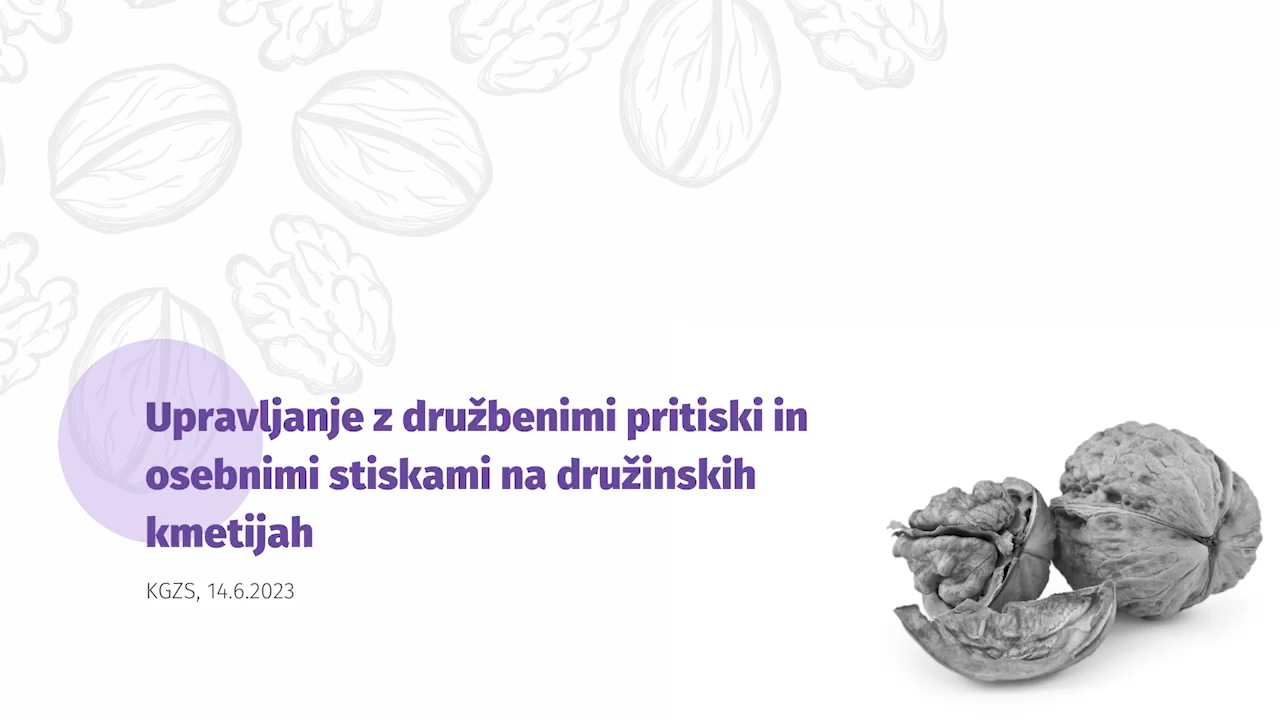 Upravljanje z družbenimi pritiski in
osebnimi stiskami na družinskih
kmetijah
KGZS, 14.6.2023